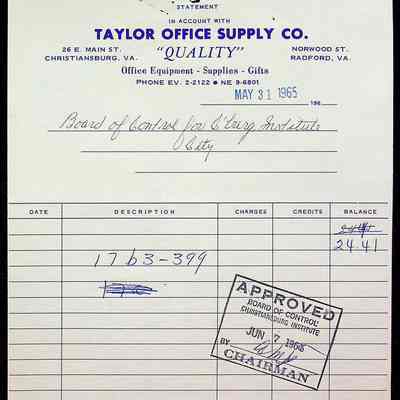 STATEMENT
IN ACCOUNT WITH
TAYLOR OFFICE SUPPLY CO.
26 E. MAIN ST. "QUALITY" NORWOOD ST.
CHRISTIANSBURG, VA. RADFORD, VA.
Office Equipment - Supplies - Gifts
PHONE EV. 2-2122 • NE 9-6801
MAY 31 1965 196
Board of Control for C'burg Institute
City
DATE DESCRIPTION CHARGES CREDITS BALANCE
24.41
1763-399
APPROVED
BOARD OF CONTROL
CHRISTIANSBURG INSTITUTE
JUN 7 1965
BY
CHAIRMAN